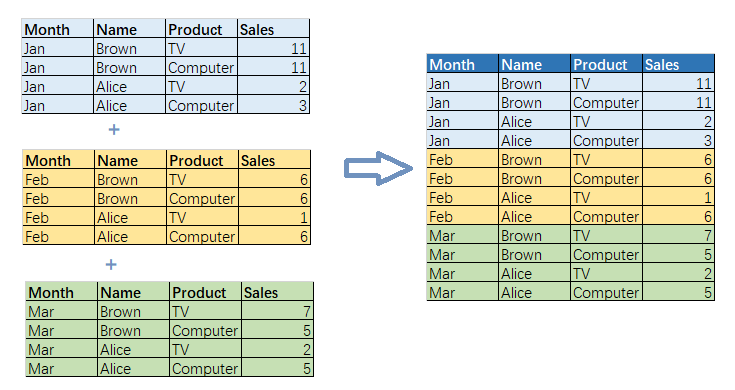 Month Name Product Sales
Jan Brown TV 11
Jan Brown Computer 11
Jan Alice TV 2
Jan Alice Computer 3
+
Month Name Product Sales
Feb Brown TV 6
Feb Brown Computer 6
Feb Alice TV 1
Feb Alice Computer 6
+
Month Name Product Sales
Mar Brown TV 7
Mar Brown Computer 5
Mar Alice TV 2
Mar Alice Computer 5
Month Name Product Sales
Jan Brown TV 11
Jan Brown Computer 11
Jan Alice TV 2
Jan Alice Computer 3
Feb Brown TV 6
Feb Brown Computer 6
Feb Alice TV 1
Feb Alice Computer 6
Mar Brown TV 7
Mar Brown Computer 5
Mar Alice TV 2
Mar Alice Computer 5